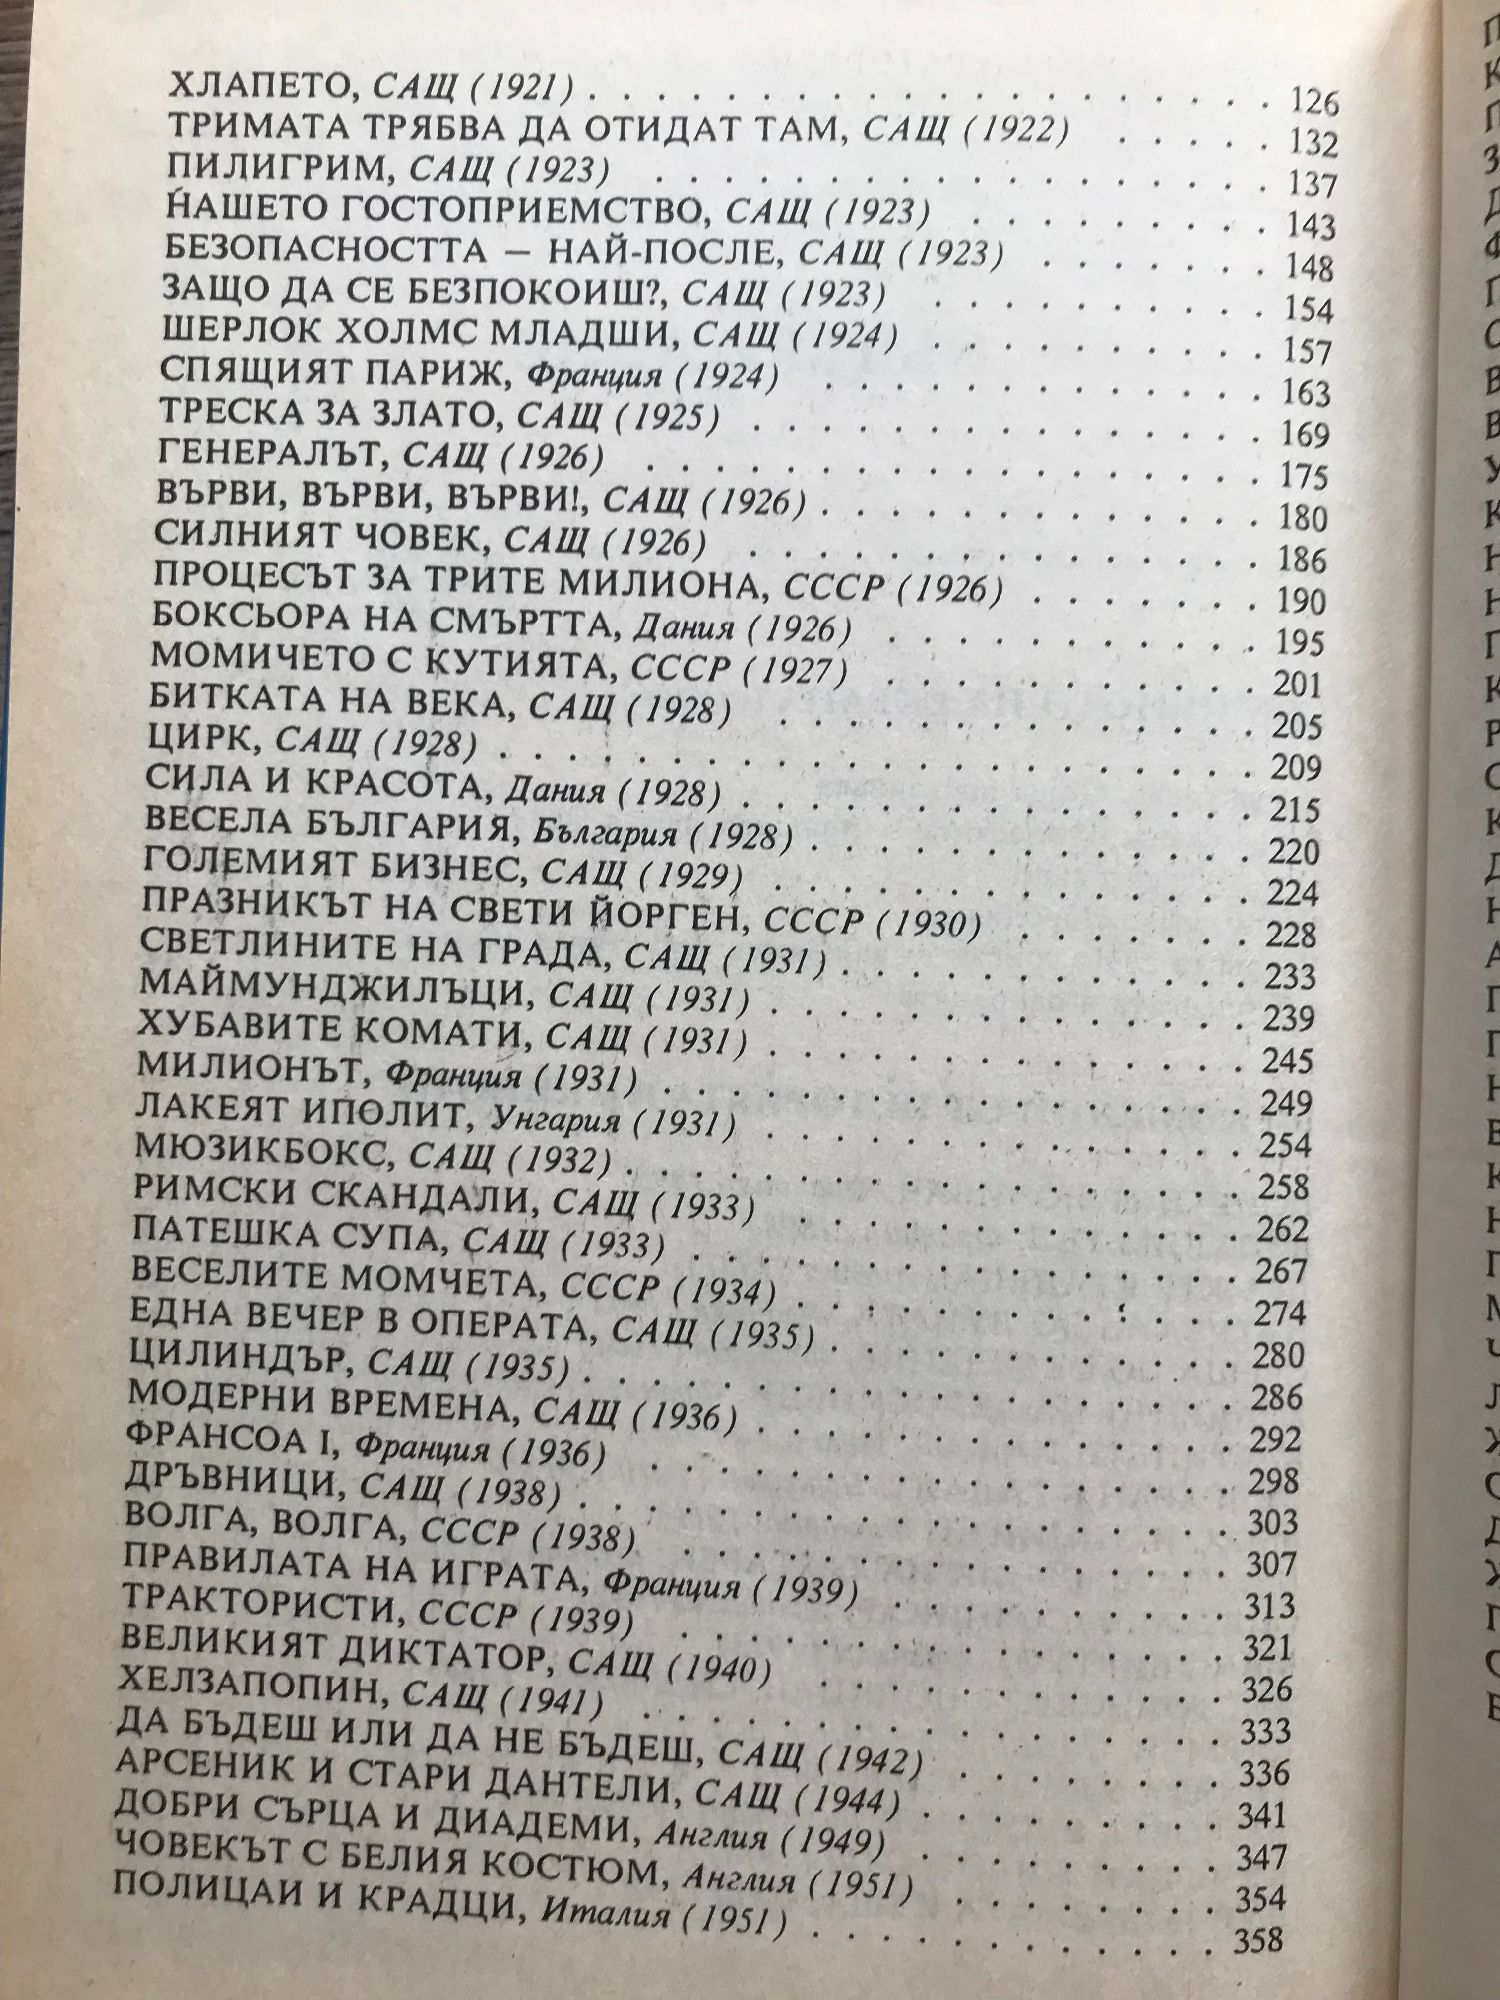 ХЛАПЕТО, САЩ (1921) . . . . . . . . . . . . . . . . . . . . 126
ТРИМАТА ТРЯБВА ДА ОТИДАТ ТАМ, САЩ (1922) . . . . . 132
ПИЛИГРИМ, САЩ (1923) . . . . . . . . . . . . . . . . . . 137
НАШЕТО ГОСТОПРИЕМСТВО, САЩ (1923) . . . . . . . . . 143
БЕЗОПАСНОСТТА — НАЙ-ПОСЛЕ, САЩ (1923) . . . . . . . 148
ЗАЩО ДА СЕ БЕЗПОКОИШ?, САЩ (1923) . . . . . . . . . . 154
ШЕРЛОК ХОЛМС МЛАДШИ, САЩ (1924) . . . . . . . . . . 157
СПЯЩИЯТ ПАРИЖ, Франция (1924) . . . . . . . . . . . . . 163
ТРЕСКА ЗА ЗЛАТО, САЩ (1925) . . . . . . . . . . . . . . . 169
ГЕНЕРАЛЪТ, САЩ (1926) . . . . . . . . . . . . . . . . . . 175
ВЪРВИ, ВЪРВИ, ВЪРВИ!, САЩ (1926) . . . . . . . . . . . . . 180
СИЛНИЯТ ЧОВЕК, САЩ (1926) . . . . . . . . . . . . . . . 186
ПРОЦЕСЪТ ЗА ТРИТЕ МИЛИОНА, СССР (1926) . . . . . . . 190
БОКСЬОРА НА СМЪРТТА, Дания (1926) . . . . . . . . . . . 195
МОМИЧЕТО С КУТИЯТА, СССР (1927) . . . . . . . . . . . 201
БИТКАТА НА ВЕКА, САЩ (1928) . . . . . . . . . . . . . . 205
ЦИРК, САЩ (1928) . . . . . . . . . . . . . . . . . . . . . . 209
СИЛА И КРАСОТА, Дания (1928) . . . . . . . . . . . . . . . 215
ВЕСЕЛА БЪЛГАРИЯ, България (1928) . . . . . . . . . . . . . 220
ГОЛЕМИЯТ БИЗНЕС, САЩ (1929) . . . . . . . . . . . . . . 224
ПРАЗНИКЪТ НА СВЕТИ ЙОРГЕН, СССР (1930) . . . . . . . 228
СВЕТЛИНИТЕ НА ГРАДА, САЩ (1931) . . . . . . . . . . . . 233
МАЙМУНДЖИЛЪЦИ, САЩ (1931) . . . . . . . . . . . . . . 239
ХУБАВИТЕ КОМАТИ, САЩ (1931) . . . . . . . . . . . . . . 245
МИЛИОНЪТ, Франция (1931) . . . . . . . . . . . . . . . . . 249
ЛАКЕЯТ ИПОЛИТ, Унгария (1931) . . . . . . . . . . . . . . 254
МЮЗИКБОКС, САЩ (1932) . . . . . . . . . . . . . . . . . . 258
РИМСКИ СКАНДАЛИ, САЩ (1933) . . . . . . . . . . . . . 262
ПАТЕШКА СУПА, САЩ (1933) . . . . . . . . . . . . . . . . 267
ВЕСЕЛИТЕ МОМЧЕТА, СССР (1934) . . . . . . . . . . . . . 274
ЕДНА ВЕЧЕР В ОПЕРАТА, САЩ (1935) . . . . . . . . . . . . 280
ЦИЛИНДЪР, САЩ (1935) . . . . . . . . . . . . . . . . . . . 286
МОДЕРНИ ВРЕМЕНА, САЩ (1936) . . . . . . . . . . . . . . 292
ФРАНСОА I, Франция (1936) . . . . . . . . . . . . . . . . . 298
ДРЪВНИЦИ, САЩ (1938) . . . . . . . . . . . . . . . . . . . 303
ВОЛГА, ВОЛГА, СССР (1938) . . . . . . . . . . . . . . . . 307
ПРАВИЛАТА НА ИГРАТА, Франция (1939) . . . . . . . . . . 313
ТРАКТОРИСТИ, СССР (1939) . . . . . . . . . . . . . . . . 321
ВЕЛИКИЯТ ДИКТАТОР, САЩ (1940) . . . . . . . . . . . . 326
ХЕЛЗАПОПИН, САЩ (1941) . . . . . . . . . . . . . . . . . 333
ДА БЪДЕШ ИЛИ ДА НЕ БЪДЕШ, САЩ (1942) . . . . . . . . 336
АРСЕНИК И СТАРИ ДАНТЕЛИ, САЩ (1944) . . . . . . . . . 341
ДОБРИ СЪРЦА И ДИАДЕМИ, Англия (1949) . . . . . . . . . 347
ЧОВЕКЪТ С БЕЛИЯ КОСТЮМ, Англия (1951) . . . . . . . . 354
ПОЛИЦАИ И КРАДЦИ, Италия (1951) . . . . . . . . . . . . 358